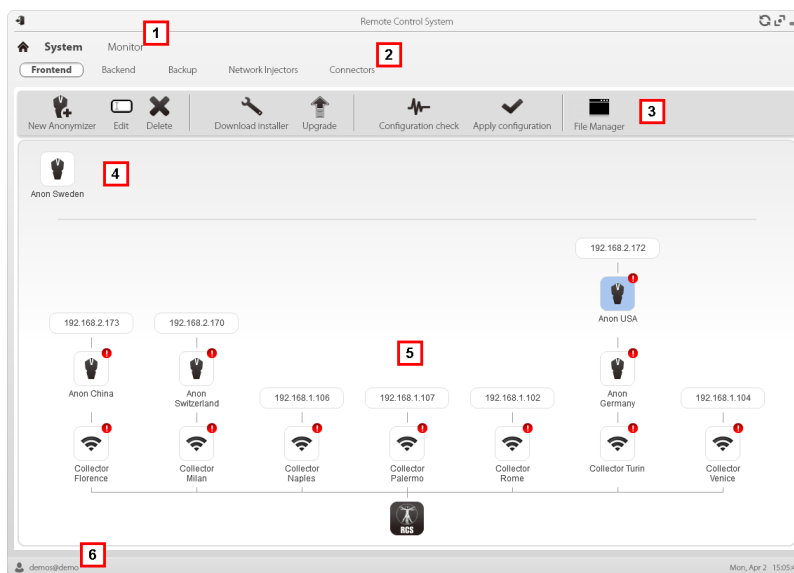 Remote Control System
1
System Monitor
2
Frontend Backend Backup Network Injectors Connectors
3
New Anonymizer Edit Delete Download installer Upgrade Configuration check Apply configuration File Manager
4
Anon Sweden
192.168.2.172
Anon USA
192.168.2.173 192.168.2.170
5
Anon China
Anon
Switzerland
192.168.1.106 192.168.1.107 192.168.1.102
Anon
Germany
192.168.1.104
Collector
Florence
Collector
Milan
Collector
Naples
Collector
Palermo
Collector
Rome
Collector Turin
Collector
Venice
RCS
6
demos@demo
Mon, Apr 2 15:05:4